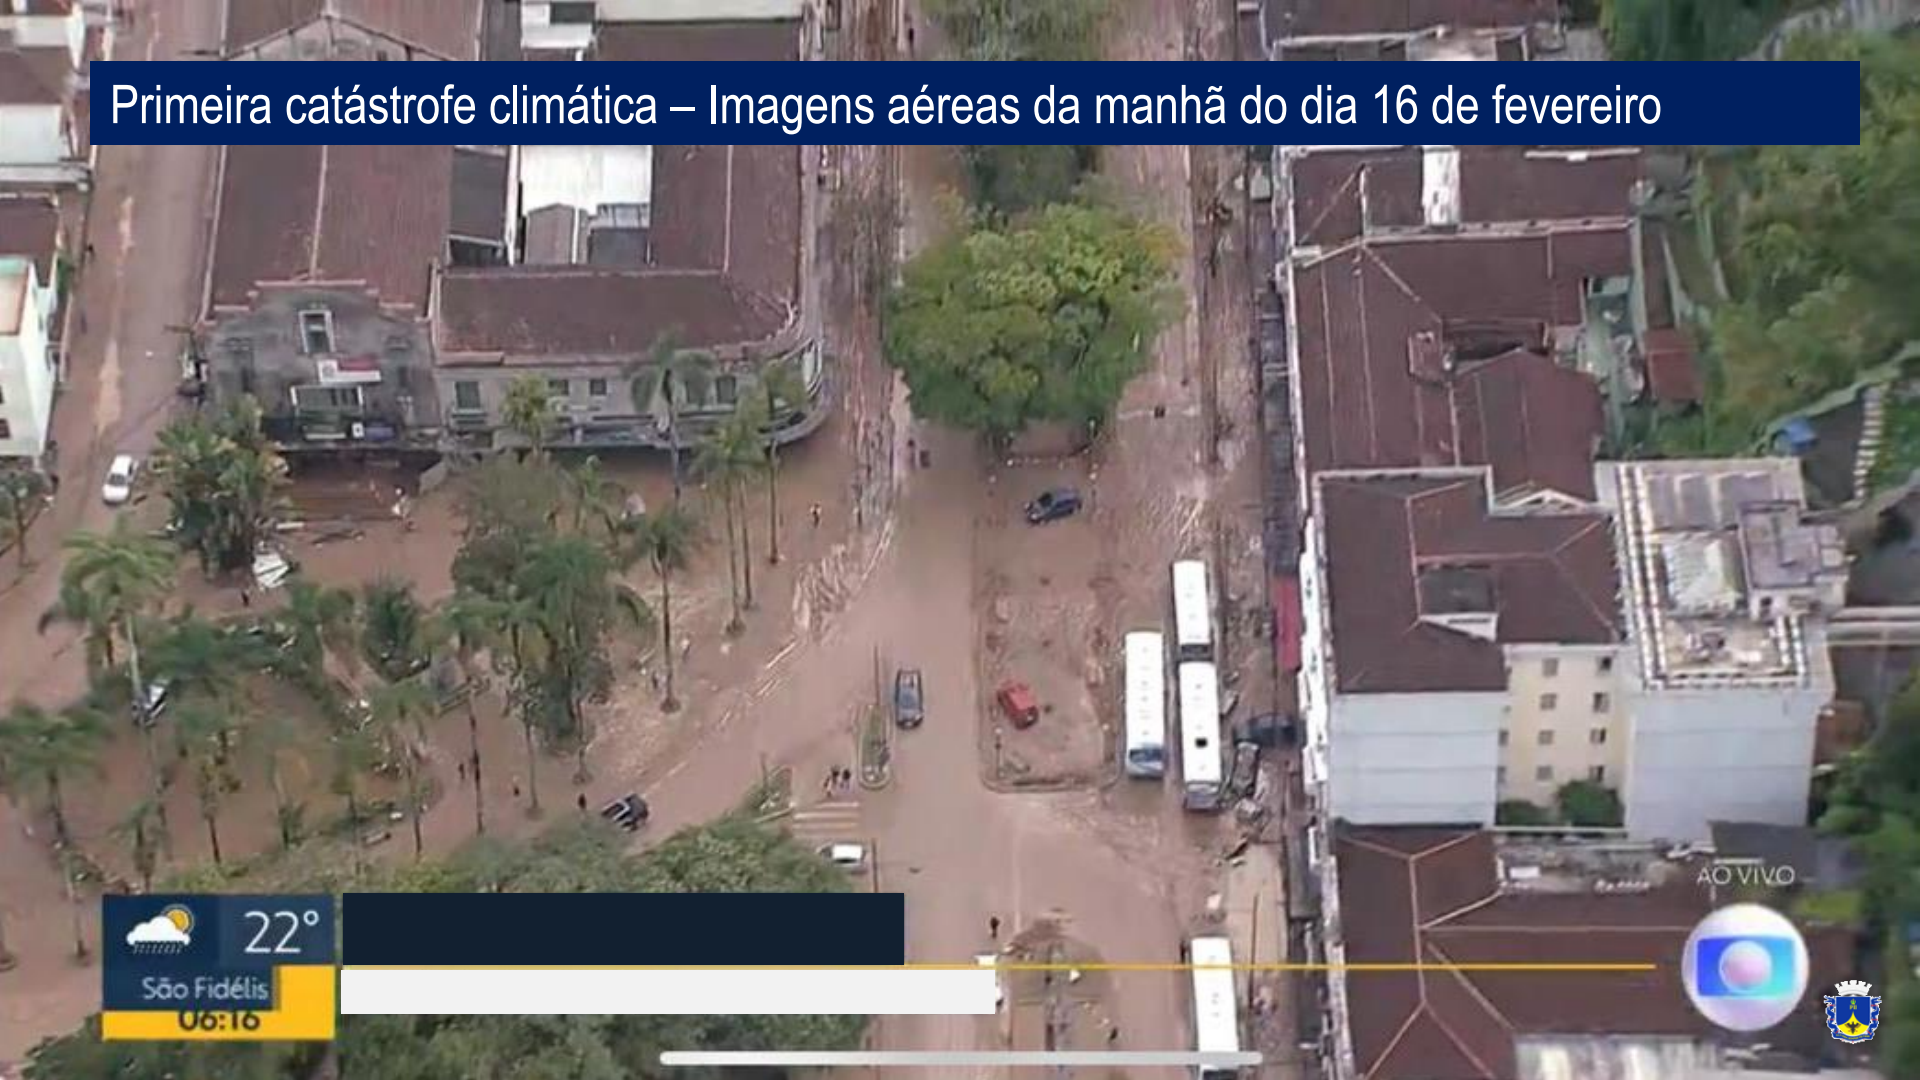 Primeira catástrofe climática – Imagens aéreas da manhã do dia 16 de fevereiro
AO VIVO
22°
São Fidélis
06:16